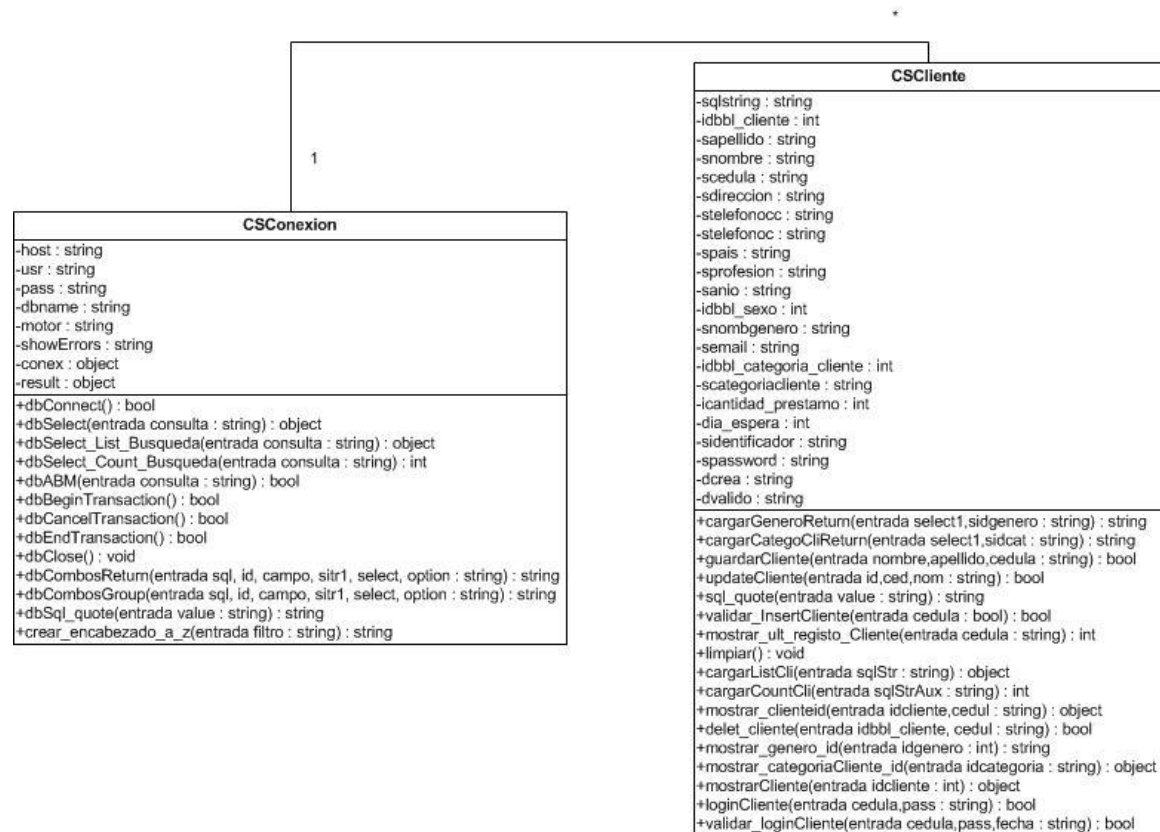 *
1
CSConexion
-host : string
-usr : string
-pass : string
-dbname : string
-motor : string
-showErrors : string
-conex : object
-result : object
+dbConnect() : bool
+dbSelect(entrada consulta : string) : object
+dbSelect_List_Busqueda(entrada consulta : string) : object
+dbSelect_Count_Busqueda(entrada consulta : string) : int
+dbABM(entrada consulta : string) : bool
+dbBeginTransaction() : bool
+dbCancelTransaction() : bool
+dbEndTransaction() : bool
+dbClose() : void
+dbCombosReturn(entrada sql, id, campo, sitr1, select, option : string) : string
+dbCombosGroup(entrada sql, id, campo, sitr1, select, option : string) : string
+dbSql_quote(entrada value : string) : string
+crear_encabezado_a_z(entrada filtro : string) : string
CSCliente
-sqlstring : string
-idbbl_cliente : int
-sapellido : string
-snombre : string
-scedula : string
-sdireccion : string
-stelefonocc : string
-stelefonoc : string
-spais : string
-sprofesion : string
-sanio : string
-idbbl_sexo : int
-snombgenero : string
-semail : string
-idbbl_categoria_cliente : int
-scategoriacliente : string
-icantidad_prestamo : int
-dia_espera : int
-sidentificador : string
-spassword : string
-dcrea : string
-dvalido : string
+cargarGeneroReturn(entrada select1,sidgenero : string) : string
+cargarCategoCliReturn(entrada select1,sidcat : string) : string
+guardarCliente(entrada nombre,apellido,cedula : string) : bool
+updateCliente(entrada id,ced,nom : string) : bool
+sql_quote(entrada value : string) : string
+validar_InsertCliente(entrada cedula : bool) : bool
+mostrar_ult_registo_Cliente(entrada cedula : string) : int
+limpiar() : void
+cargarListCli(entrada sqlStr : string) : object
+cargarCountCli(entrada sqlStrAux : string) : int
+mostrar_clienteid(entrada idcliente,cedul : string) : object
+delet_cliente(entrada idbbl_cliente, cedul : string) : bool
+mostrar_genero_id(entrada idgenero : int) : string
+mostrar_categoriaCliente_id(entrada idcategoria : string) : object
+mostrarCliente(entrada idcliente : int) : object
+loginCliente(entrada cedula,pass : string) : bool
+validar_loginCliente(entrada cedula,pass,fecha : string) : bool